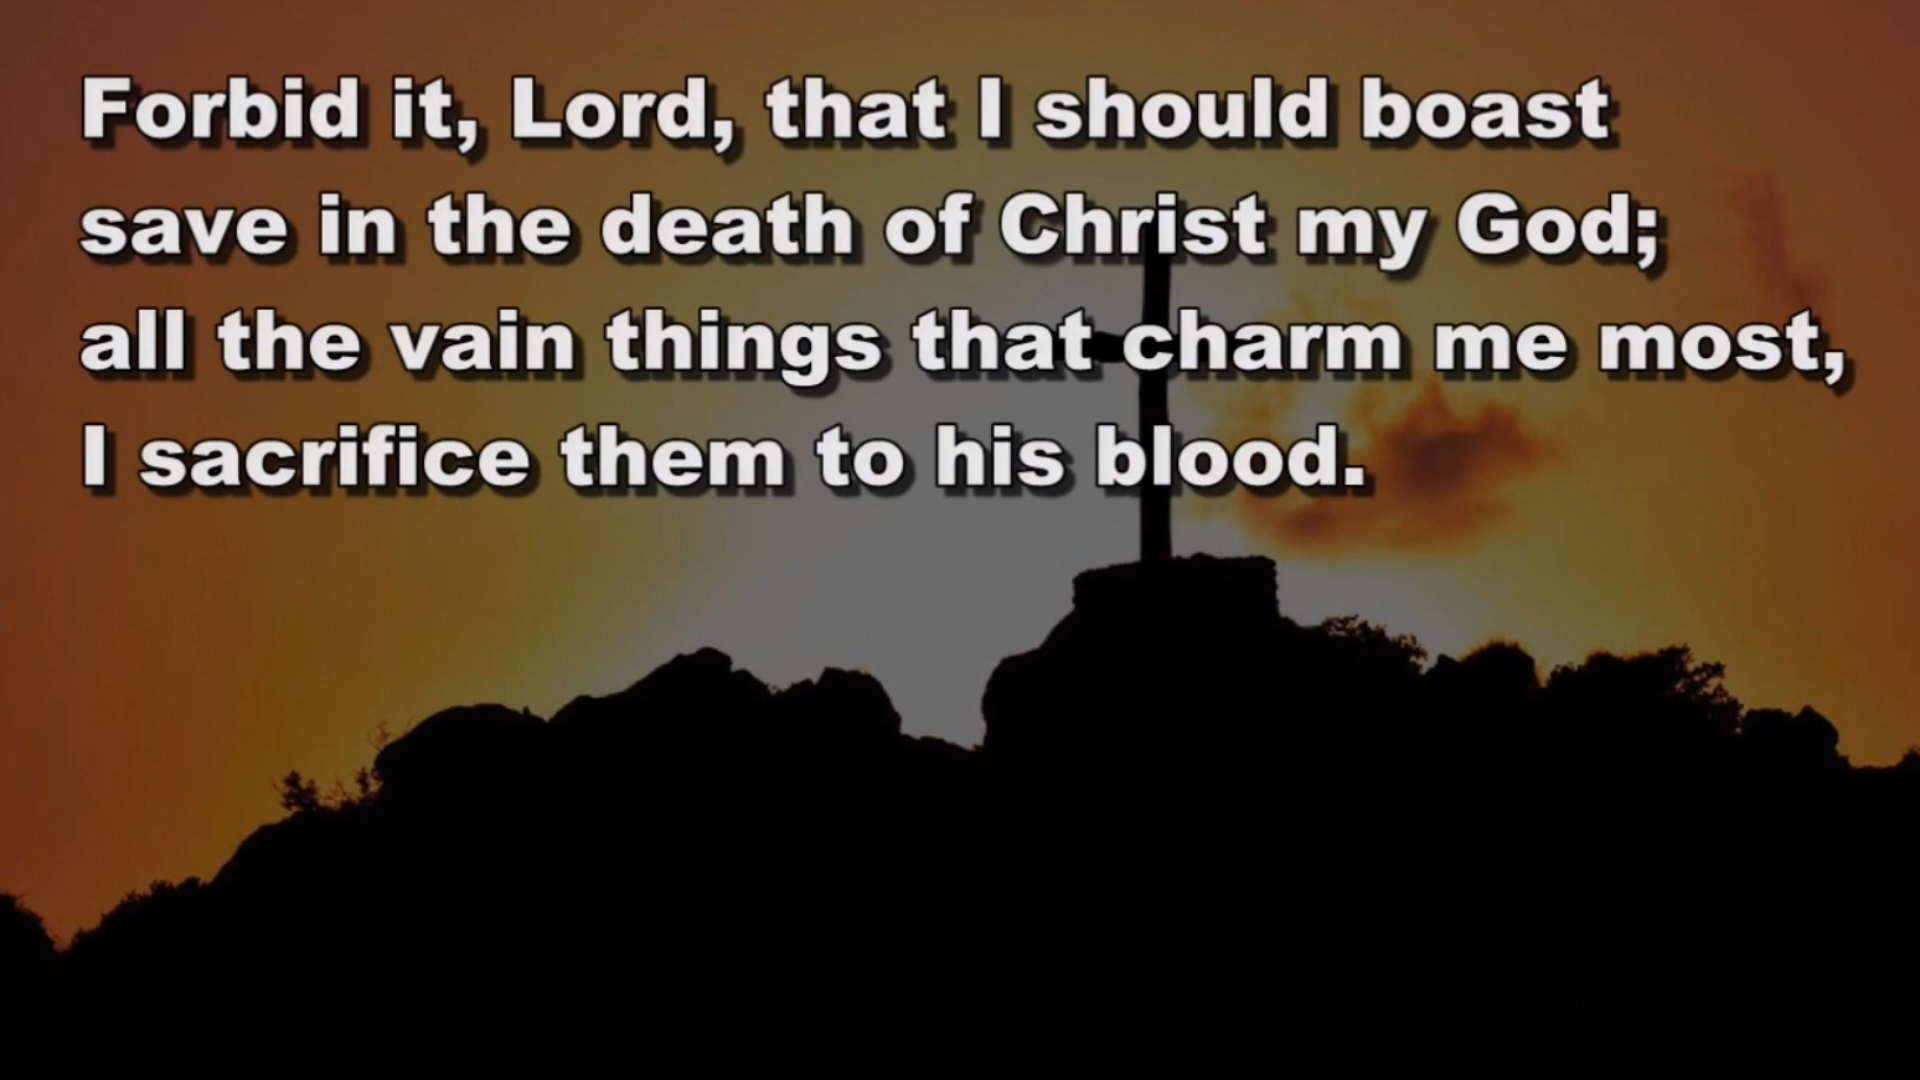 Forbid it, Lord, that I should boast
save in the death of Christ my God;
all the vain things that charm me most,
I sacrifice them to his blood.